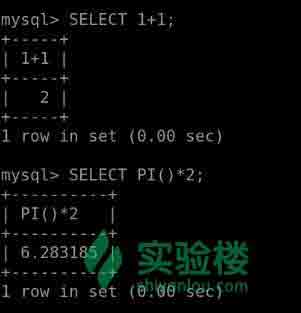 mysql> SELECT 1+1;
+-----+
| 1+1 |
+-----+
|   2 |
+-----+
1 row in set (0.00 sec)
mysql> SELECT PI()*2;
+----------+
| PI()*2   |
+----------+
| 6.283185 |
+----------+
实验楼
1 row in set (0.00 sec)
shiyanlou.com